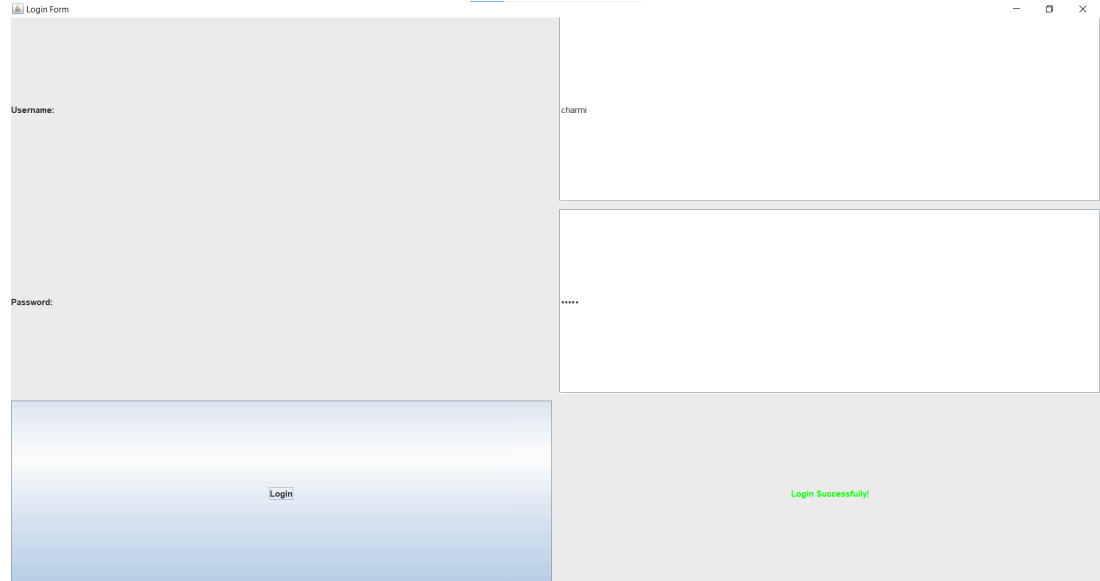 Login Form
Username:
charmi
Password:
•••••
Login
Login Successfully!